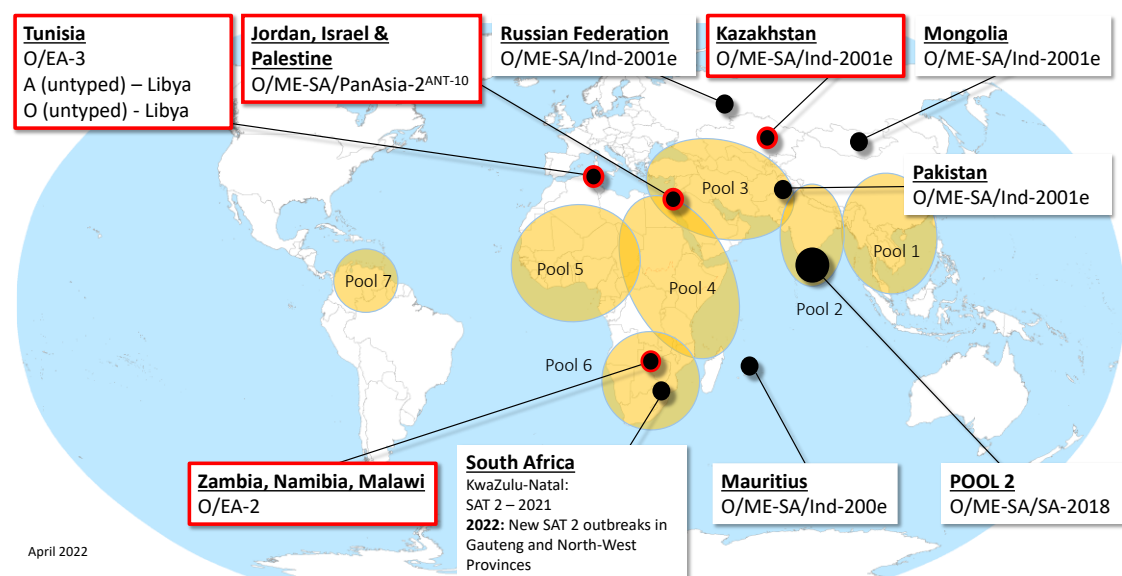 Tunisia
O/EA-3
A (untyped) – Libya
O (untyped) - Libya
Jordan, Israel &
Palestine
O/ME-SA/PanAsia-2ANT-10
Russian Federation
O/ME-SA/Ind-2001e
Kazakhstan
O/ME-SA/Ind-2001e
Mongolia
O/ME-SA/Ind-2001e
Pakistan
O/ME-SA/Ind-2001e
Pool 3
Pool 1
Pool 5
Pool 4
Pool 7
Pool 2
Pool 6
Zambia, Namibia, Malawi
O/EA-2
South Africa
KwaZulu-Natal:
SAT 2 – 2021
2022: New SAT 2 outbreaks in
Gauteng and North-West
Provinces
Mauritius
O/ME-SA/Ind-200e
POOL 2
O/ME-SA/SA-2018
April 2022